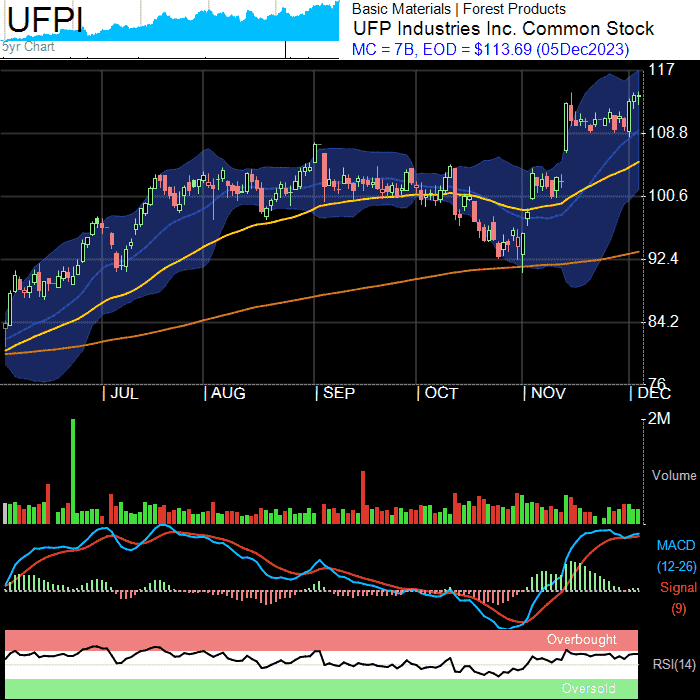 UFPI
5yr Chart
Basic Materials | Forest Products
UFP Industries Inc. Common Stock
MC = 7B, EOD = $113.69 (05Dec2023)
117
108.8
100.6
92.4
84.2
76
JUL AUG SEP OCT NOV DEC
2M
Volume
MACD
(12-26)
Signal
(9)
Overbought
RSI(14)
Oversold